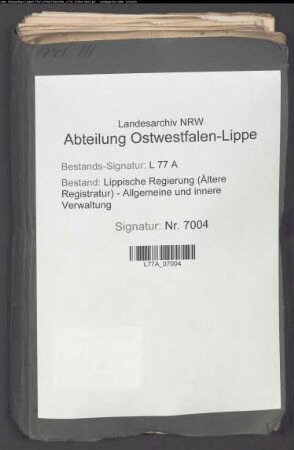 Landesarchiv NRW
Abteilung Ostwestfalen-Lippe
Bestands-Signatur: L 77 A
Bestand: Lippische Regierung (Ältere
Registratur) - Allgemeine und innere
Verwaltung
Signatur: Nr. 7004
L77A_07004